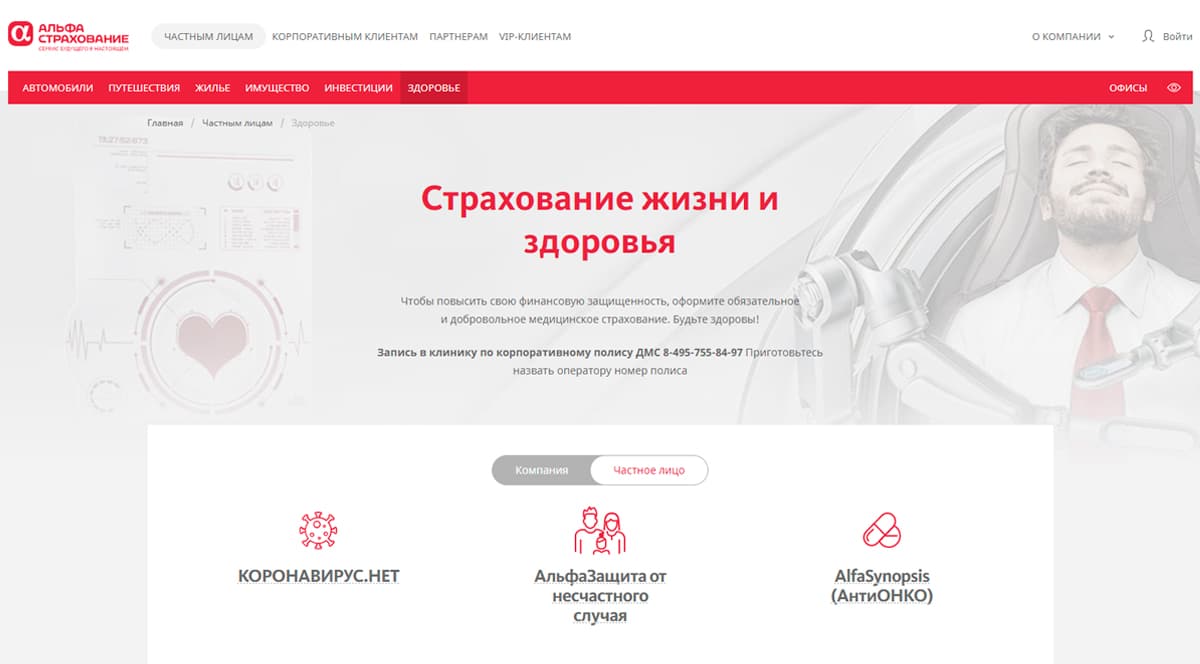 АЛЬФА
СТРАХОВАНИЕ
СЕРВИС БУДУЩЕГО В НАСТОЯЩЕМ
ЧАСТНЫМ ЛИЦАМ
КОРПОРАТИВНЫМ КЛИЕНТАМ
ПАРТНЕРАМ
VIP-КЛИЕНТАМ
О КОМПАНИИ
Войти
АВТОМОБИЛИ
ПУТЕШЕСТВИЯ
ЖИЛЬЕ
ИМУЩЕСТВО
ИНВЕСТИЦИИ
ЗДОРОВЬЕ
ОФИСЫ
Главная / Частным лицам / Здоровье
Страхование жизни и
здоровья
Чтобы повысить свою финансовую защищенность, оформите обязательное
и добровольное медицинское страхование. Будьте здоровы!
Запись в клинику по корпоративному полису ДМС 8-495-755-84-97 Приготовьтесь
назвать оператору номер полиса
Компания
Частное лицо
КОРОНАВИРУС.НЕТ
АльфаЗащита от
несчастного
случая
AlfaSynopsis
(АнтиОНКО)